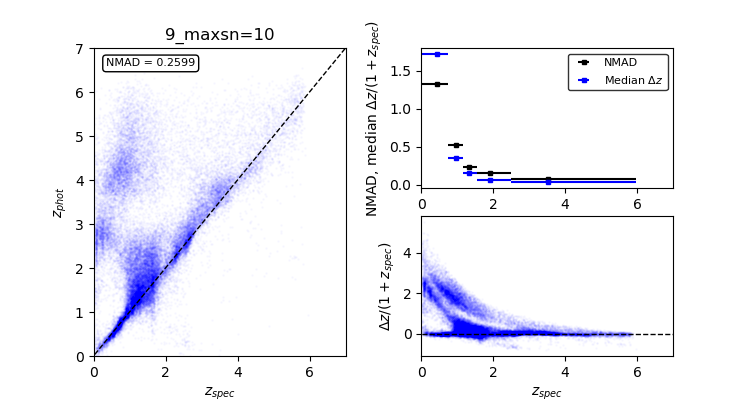 9_maxsn=10
NMAD = 0.2599
7
6
5
4
3
2
1
0
0 2 4 6
z_phot
z_spec
NMAD, median Δz/(1 + z_spec)
1.5
1.0
0.5
0.0
NMAD
Median Δz
0 2 4 6
Δz/(1 + z_spec)
4
2
0
0 2 4 6
z_spec